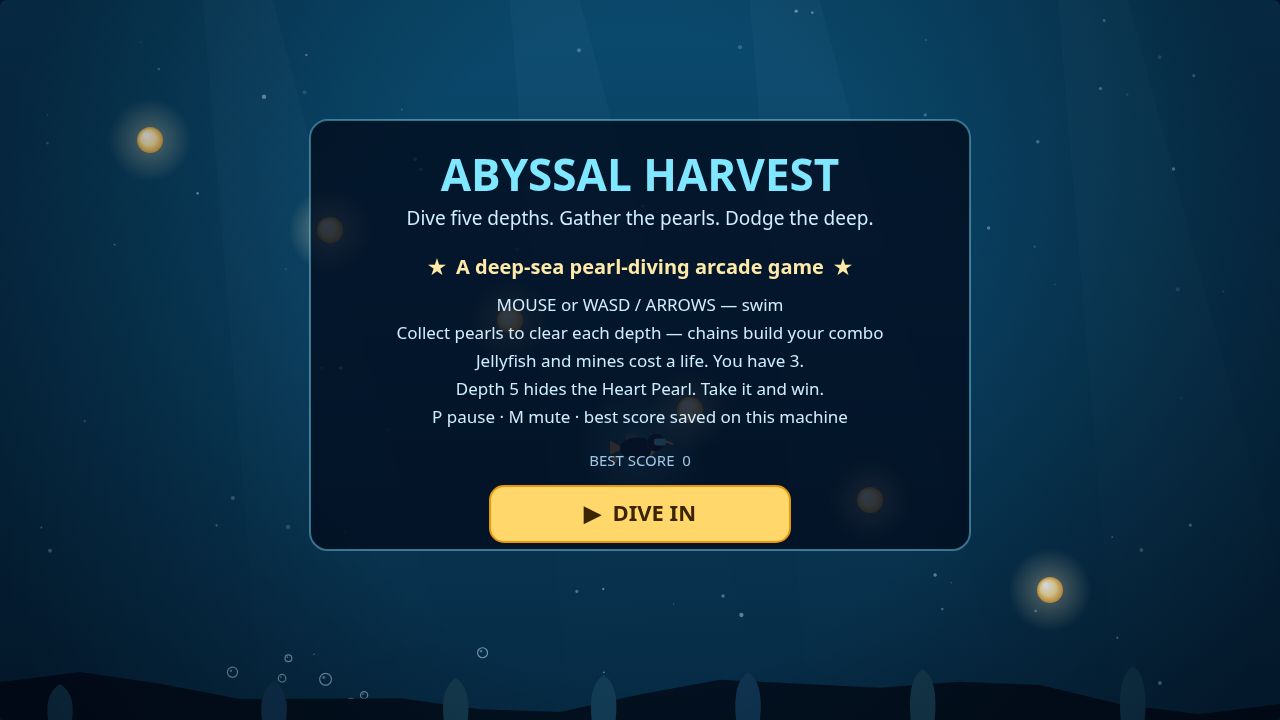 ABYSSAL HARVEST
Dive five depths. Gather the pearls. Dodge the deep.
★ A deep-sea pearl-diving arcade game ★
MOUSE or WASD / ARROWS — swim
Collect pearls to clear each depth — chains build your combo
Jellyfish and mines cost a life. You have 3.
Depth 5 hides the Heart Pearl. Take it and win.
P pause · M mute · best score saved on this machine
BEST SCORE 0
▶ DIVE IN